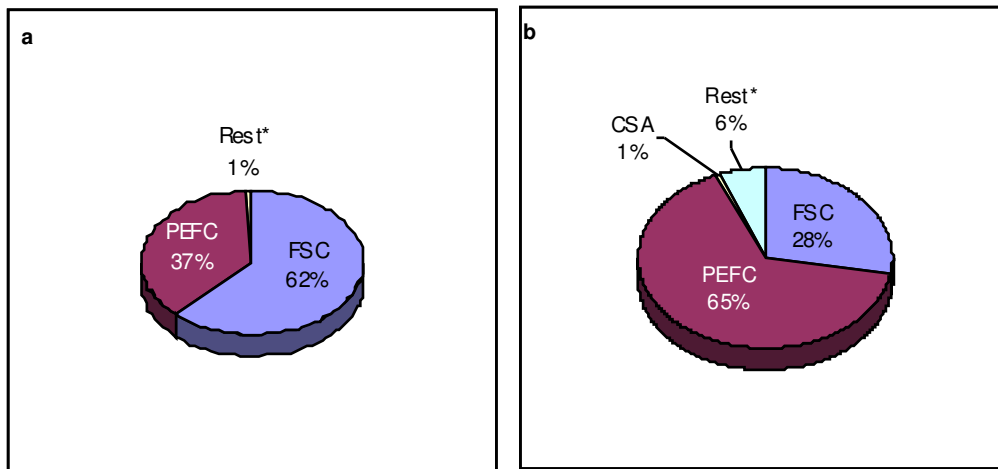 a
Rest*
1%
PEFC
37%
FSC
62%
b
Rest*
6%
CSA
1%
FSC
28%
PEFC
65%